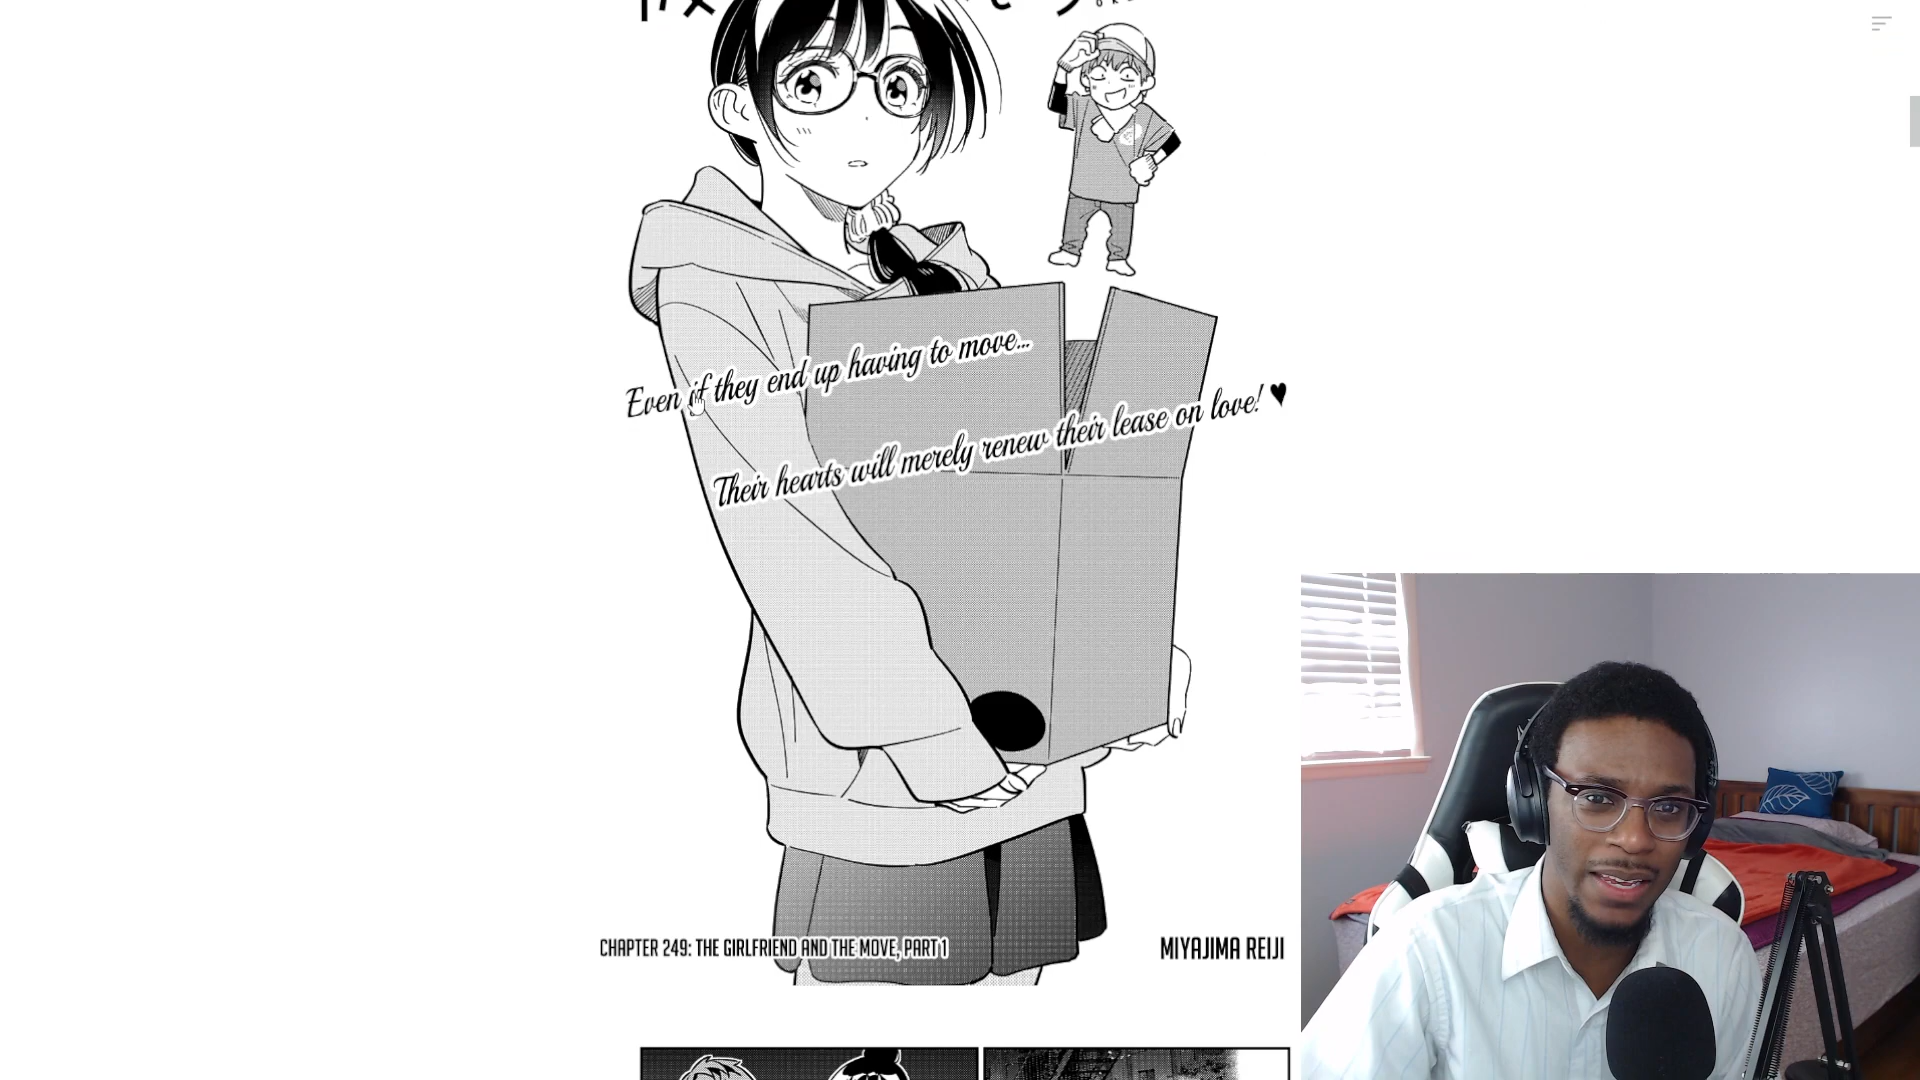 Even if they end up having to move...
Their hearts will merely renew their lease on love! ♥
CHAPTER 249: THE GIRLFRIEND AND THE MOVE, PART 1
MIYAJIMA REIJI